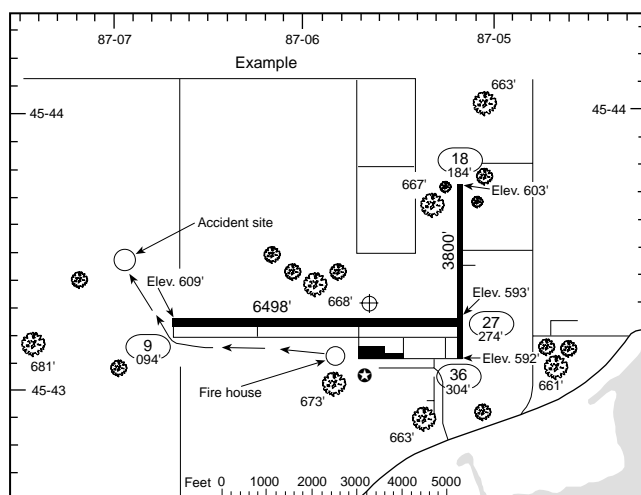 87-07 87-06 87-05
Example
663'
45-44 45-44
18
184'
667'
Elev. 603'
Accident site
3800'
Elev. 609'
6498'
668'
Elev. 593'
27
274'
9
094'
Elev. 592'
681'
36
304'
661'
45-43 45-43
Fire house
673'
663'
Feet 0 1000 2000 3000 4000 5000